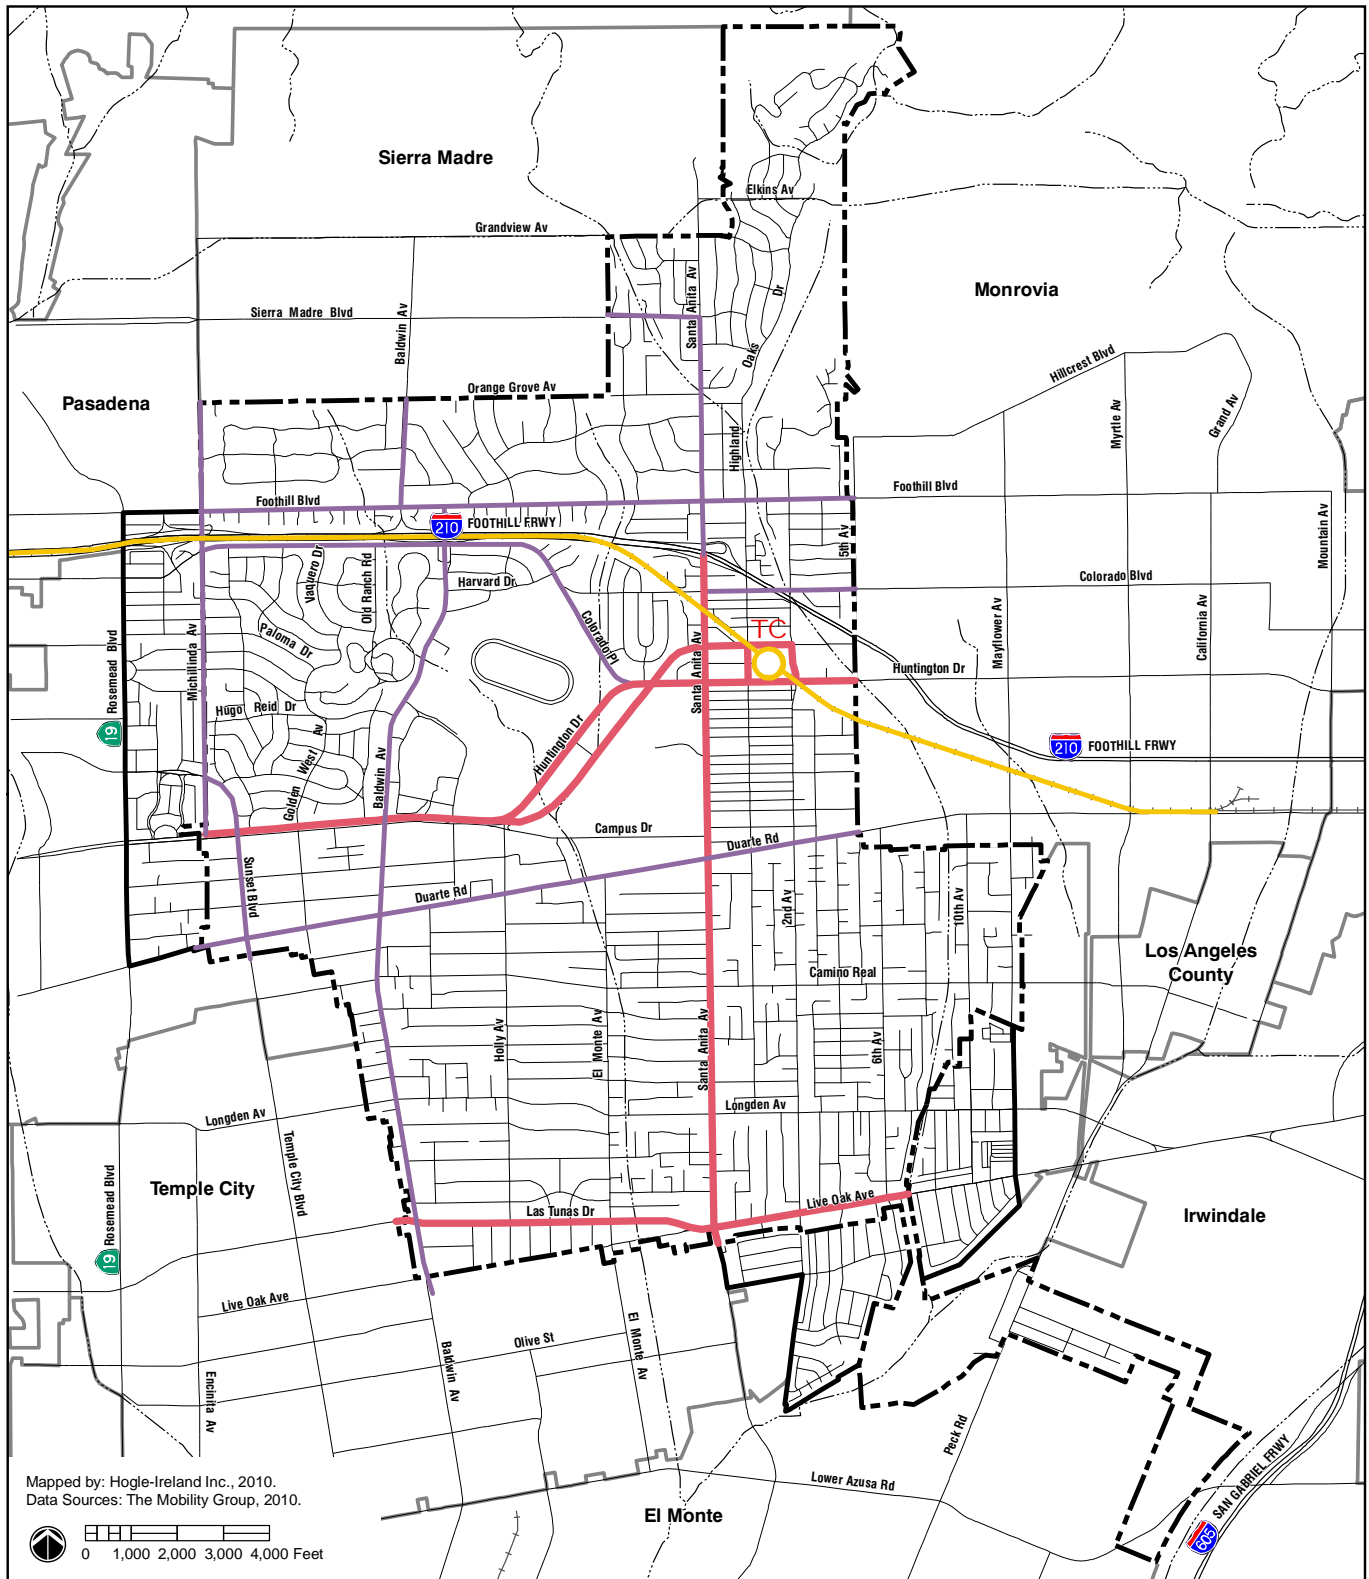 Sierra Madre
Elkins Av
Grandview Av
Santa Anita Av
Dr
Oaks
Monrovia
Sierra Madre Blvd
Baldwin Av
Hillcrest Blvd
Orange Grove Av
Pasadena
Myrtle Av
Grand Av
Highland
Foothill Blvd
Foothill Blvd
210 FOOTHILL FRWY
5th Av
Mountain Av
Vaquero Dr
Old Ranch Rd
Harvard Dr
Colorado Blvd
Colorado Pl
Paloma Dr
TC
Rosemead Blvd
Michillinda Av
Santa Anita Av
Mayflower Av
California Av
Huntington Dr
Hugo Reid Dr
19
Golden West Av
Baldwin Av
Huntington Dr
210 FOOTHILL FRWY
Campus Dr
Duarte Rd
Sunset Blvd
Duarte Rd
2nd Av
10th Av
Los Angeles
County
Camino Real
Holly Av
El Monte Av
Santa Anita Av
6th Av
Longden Av
Longden Av
Temple City Blvd
Rosemead Blvd
Temple City
Las Tunas Dr
Live Oak Ave
Irwindale
19
Live Oak Ave
Olive St
El Monte Av
Baldwin Av
Encinita Av
Peck Rd
Lower Azusa Rd
SAN GABRIEL FRWY
605
El Monte
Mapped by: Hogle-Ireland Inc., 2010.
Data Sources: The Mobility Group, 2010.
0 1,000 2,000 3,000 4,000 Feet